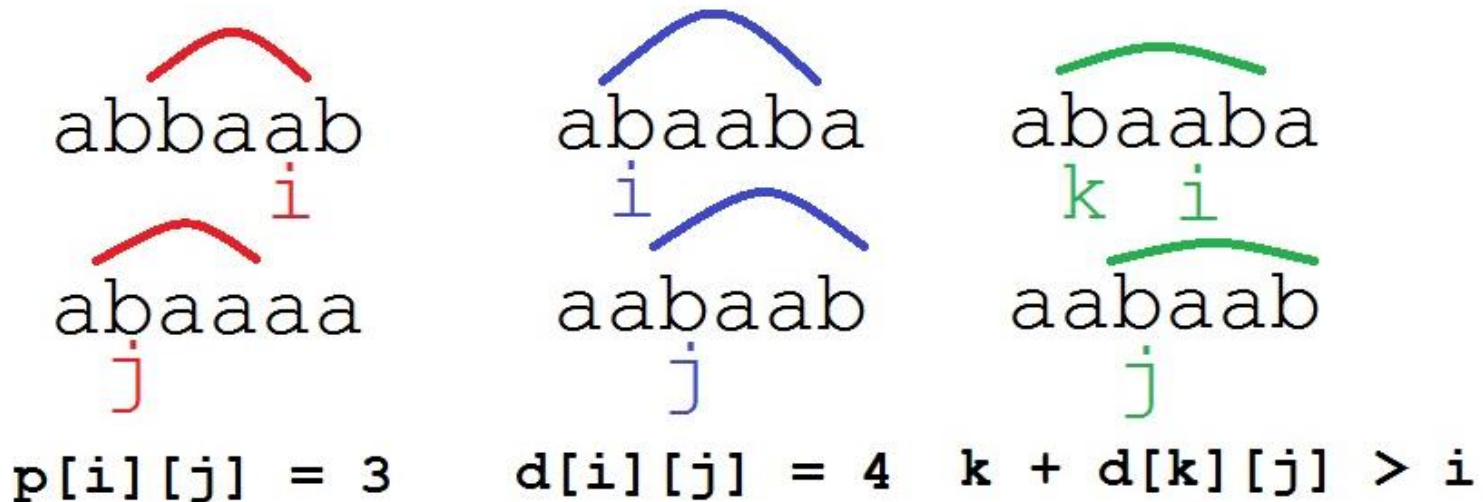 abbaab abaaba abaaba
i i k i
abaaaa aabaab aabaab
j j j
p[i][j] = 3 d[i][j] = 4 k + d[k][j] > i